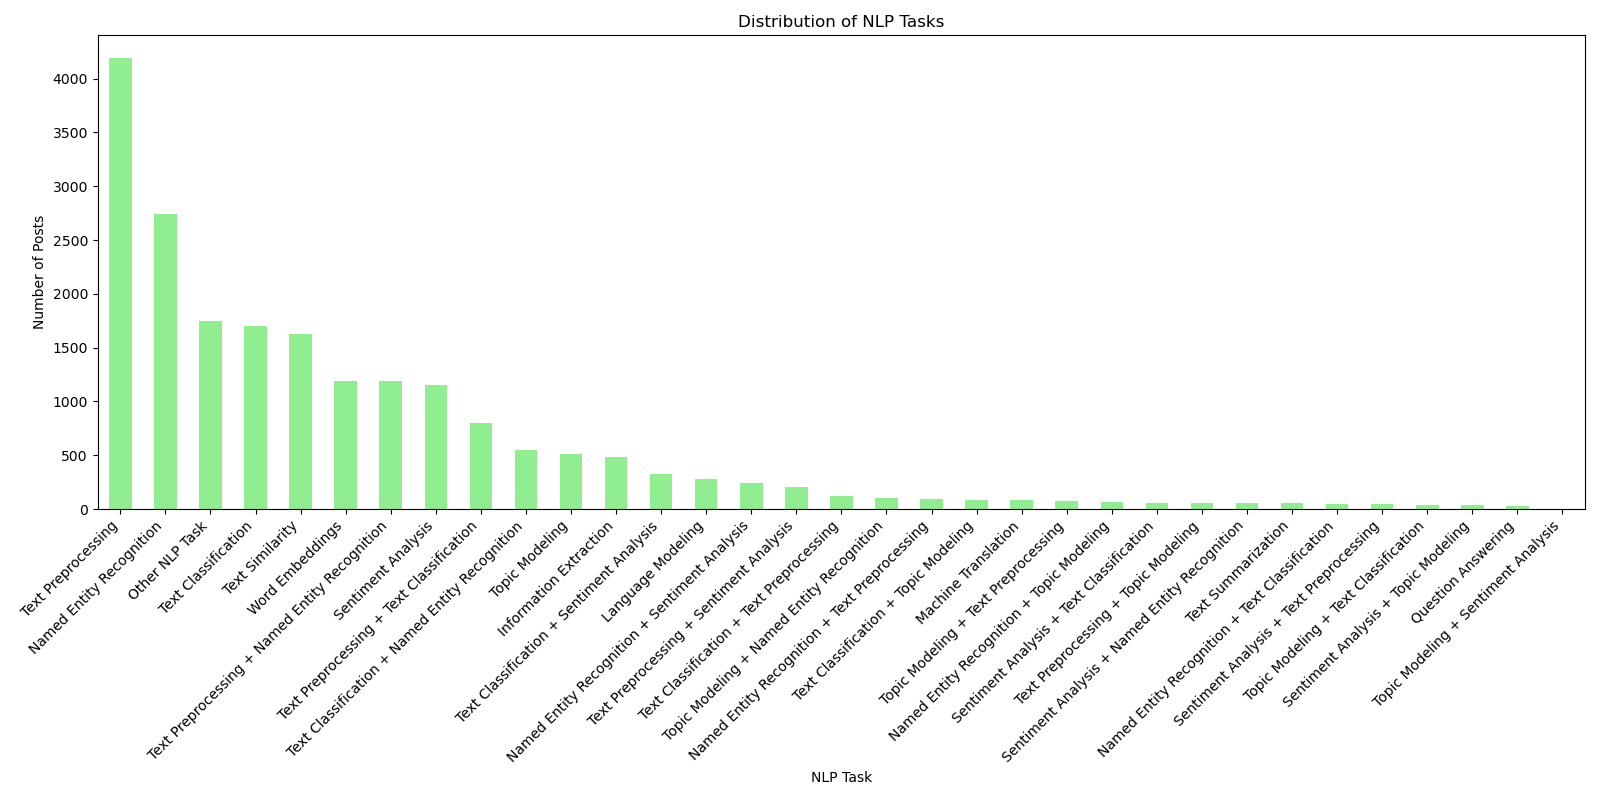 Distribution of NLP Tasks
Number of Posts
4000
3500
3000
2500
2000
1500
1000
500
0
Text Preprocessing
Named Entity Recognition
Other NLP Task
Text Classification
Text Similarity
Word Embeddings
Text Preprocessing + Named Entity Recognition
Sentiment Analysis
Text Preprocessing + Text Classification
Text Classification + Named Entity Recognition
Topic Modeling
Information Extraction
Text Classification + Sentiment Analysis
Language Modeling
Named Entity Recognition + Sentiment Analysis
Text Preprocessing + Sentiment Analysis
Text Classification + Text Preprocessing
Topic Modeling + Named Entity Recognition
Named Entity Recognition + Text Preprocessing
Text Classification + Topic Modeling
Machine Translation
Topic Modeling + Text Preprocessing
Named Entity Recognition + Topic Modeling
Sentiment Analysis + Text Classification
Text Preprocessing + Topic Modeling
Sentiment Analysis + Named Entity Recognition
Text Summarization
Named Entity Recognition + Text Classification
Sentiment Analysis + Text Preprocessing
Topic Modeling + Text Classification
Sentiment Analysis + Topic Modeling
Question Answering
Topic Modeling + Sentiment Analysis
NLP Task